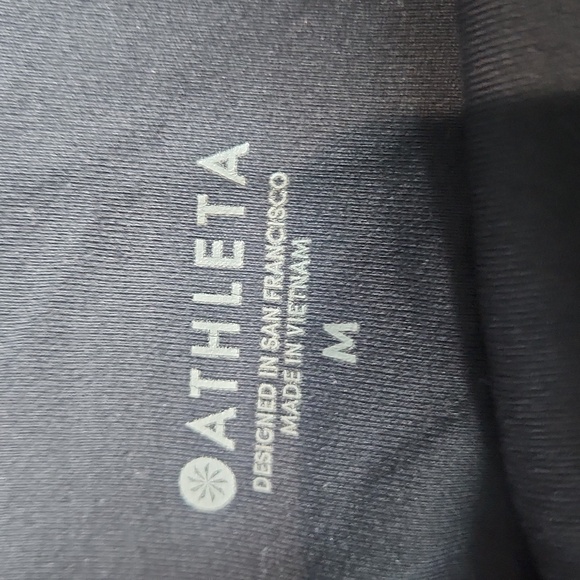 ATHLETA
DESIGNED IN SAN FRANCISCO
MADE IN VIETNAM
M